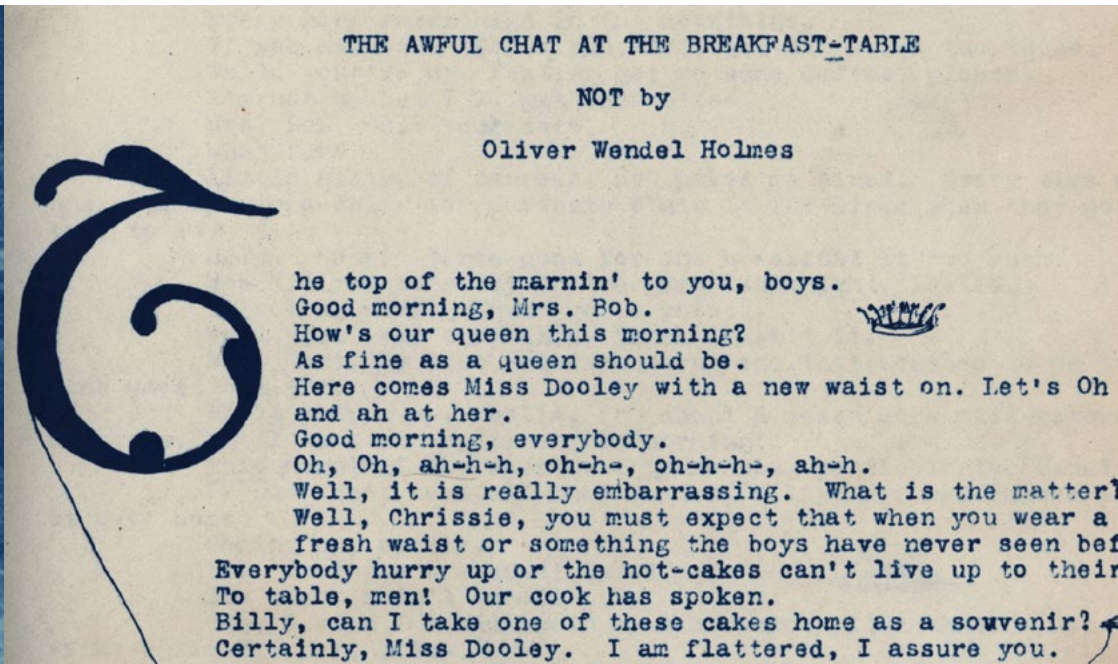 THE AWFUL CHAT AT THE BREAKFAST-TABLE
NOT by
Oliver Wendel Holmes
The top of the marnin' to you, boys.
Good morning, Mrs. Bob.
How's our queen this morning?
As fine as a queen should be.
Here comes Miss Dooley with a new waist on. Let's Oh
and ah at her.
Good morning, everybody.
Oh, Oh, ah-h-h, oh-h-, oh-h-h-, ah-h.
Well, it is really embarrassing. What is the matter
Well, Chrissie, you must expect that when you wear a
fresh waist or something the boys have never seen bef
Everybody hurry up or the hot-cakes can't live up to their
To table, men! Our cook has spoken.
Billy, can I take one of these cakes home as a souvenir?
Certainly, Miss Dooley. I am flattered, I assure you.